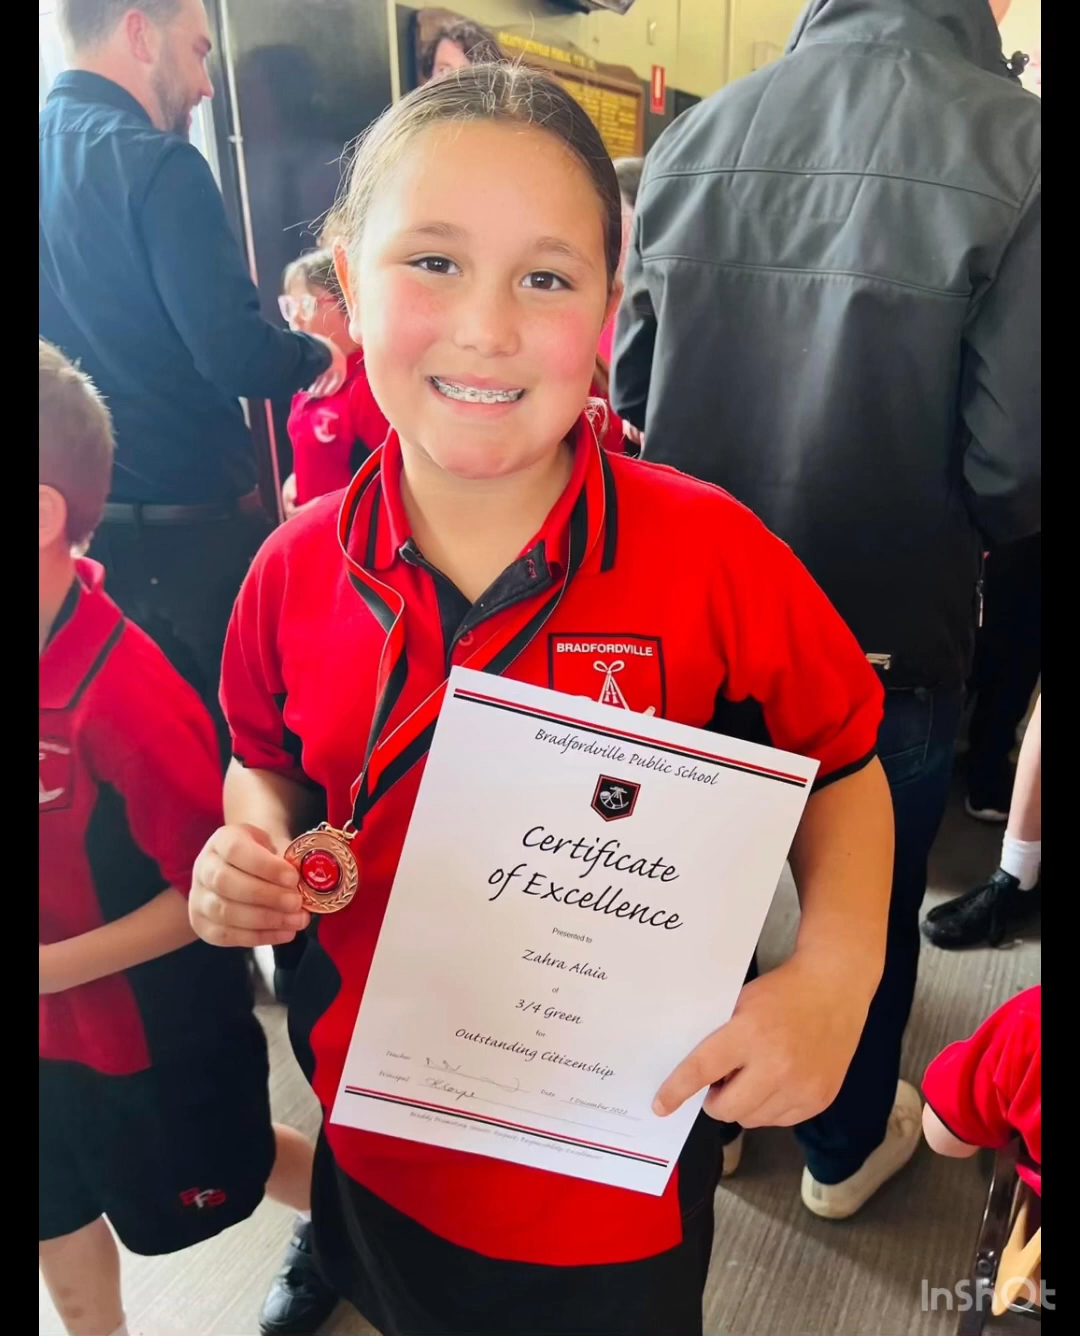 BRADFORDVILLE
Bradfordville Public School
Certificate
of Excellence
Presented to
Zahra Alaia
of
3/4 Green
for
Outstanding Citizenship
Teacher
Principal
Date
InShOt